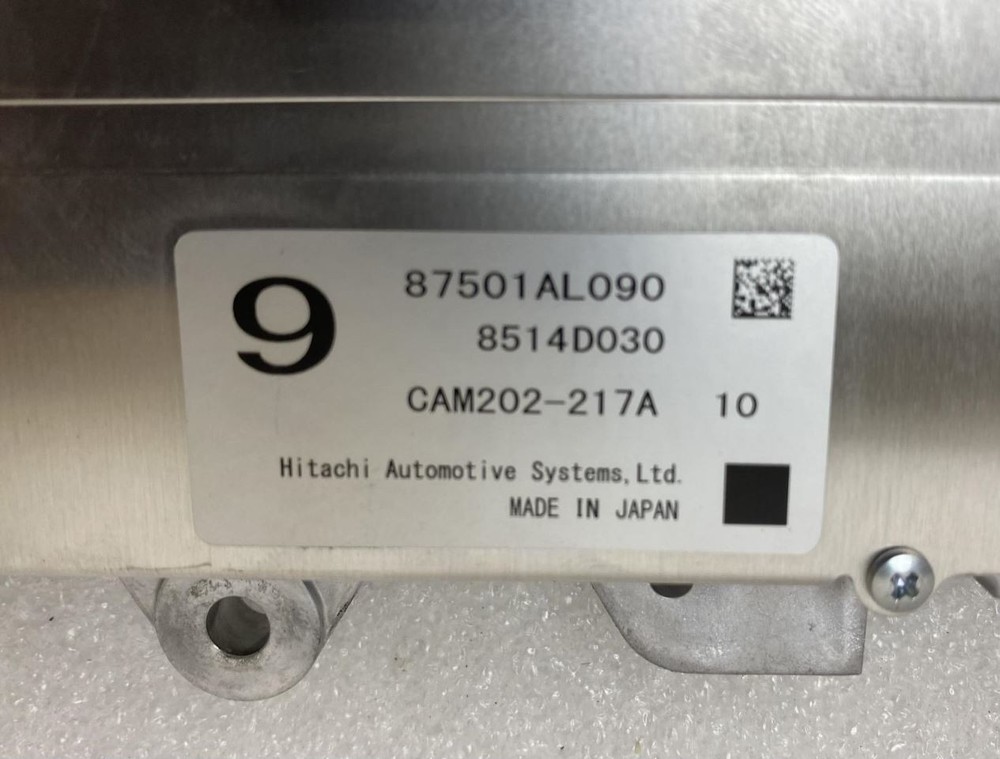 9
87501AL090
8514D030
CAM202-217A 10
Hitachi Automotive Systems,Ltd.
MADE IN JAPAN